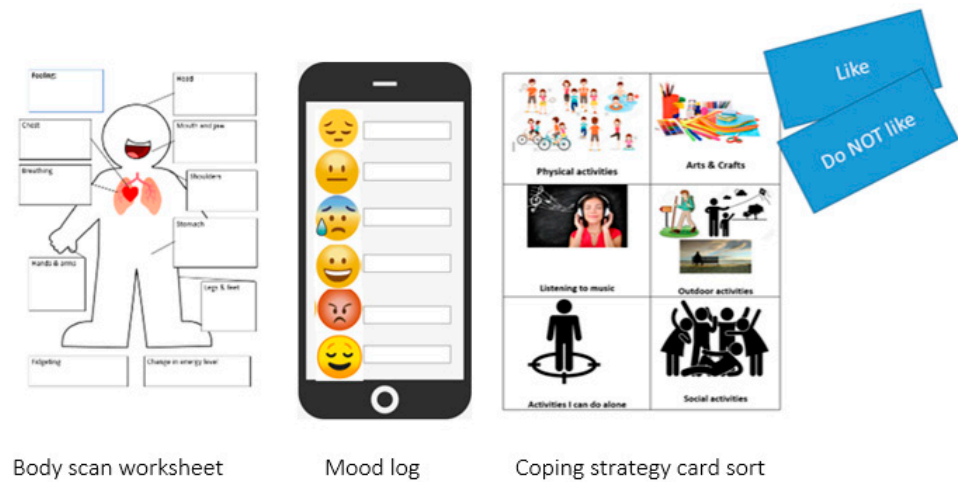 Feeling:
Head
Chest
Mouth and jaw
Breathing
Shoulders
Stomach
Hands & arms
Legs & feet
Fidgeting
Change in energy level
Physical activities
Arts & Crafts
Listening to music
Outdoor activities
Activities I can do alone
Social activities
Like
Do NOT like
Body scan worksheet
Mood log
Coping strategy card sort